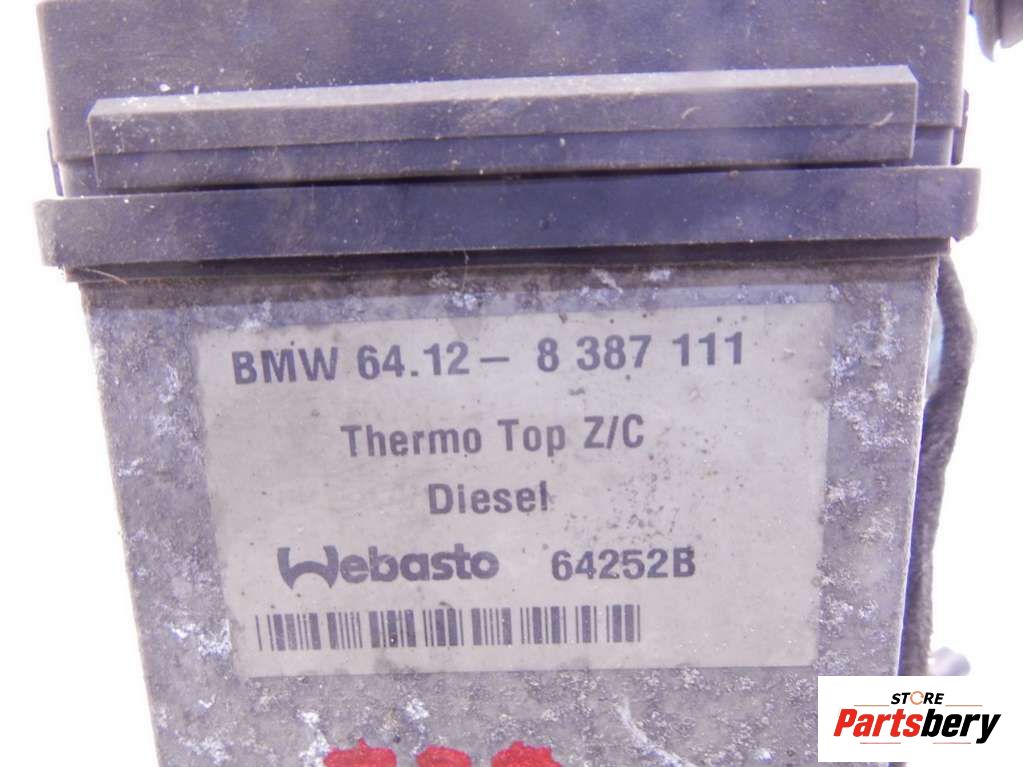 BMW 64.12 – 8 387 111
Thermo Top Z/C
Diesel
Webasto 64252B
STORE
Partsbery